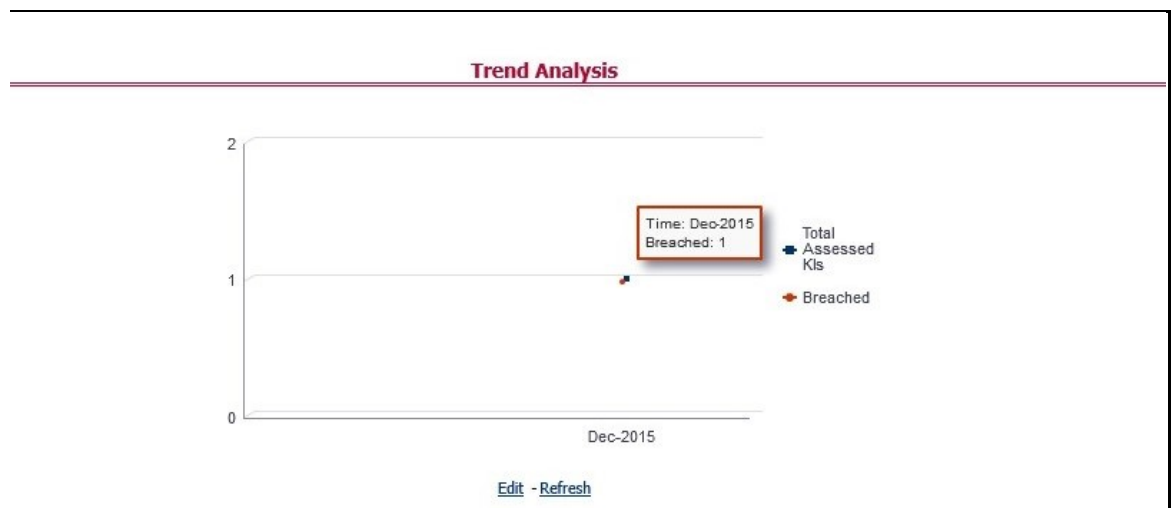 Trend Analysis
2
Time: Dec-2015
Breached: 1
Total
Assessed
KIs
1
Breached
0
Dec-2015
Edit - Refresh